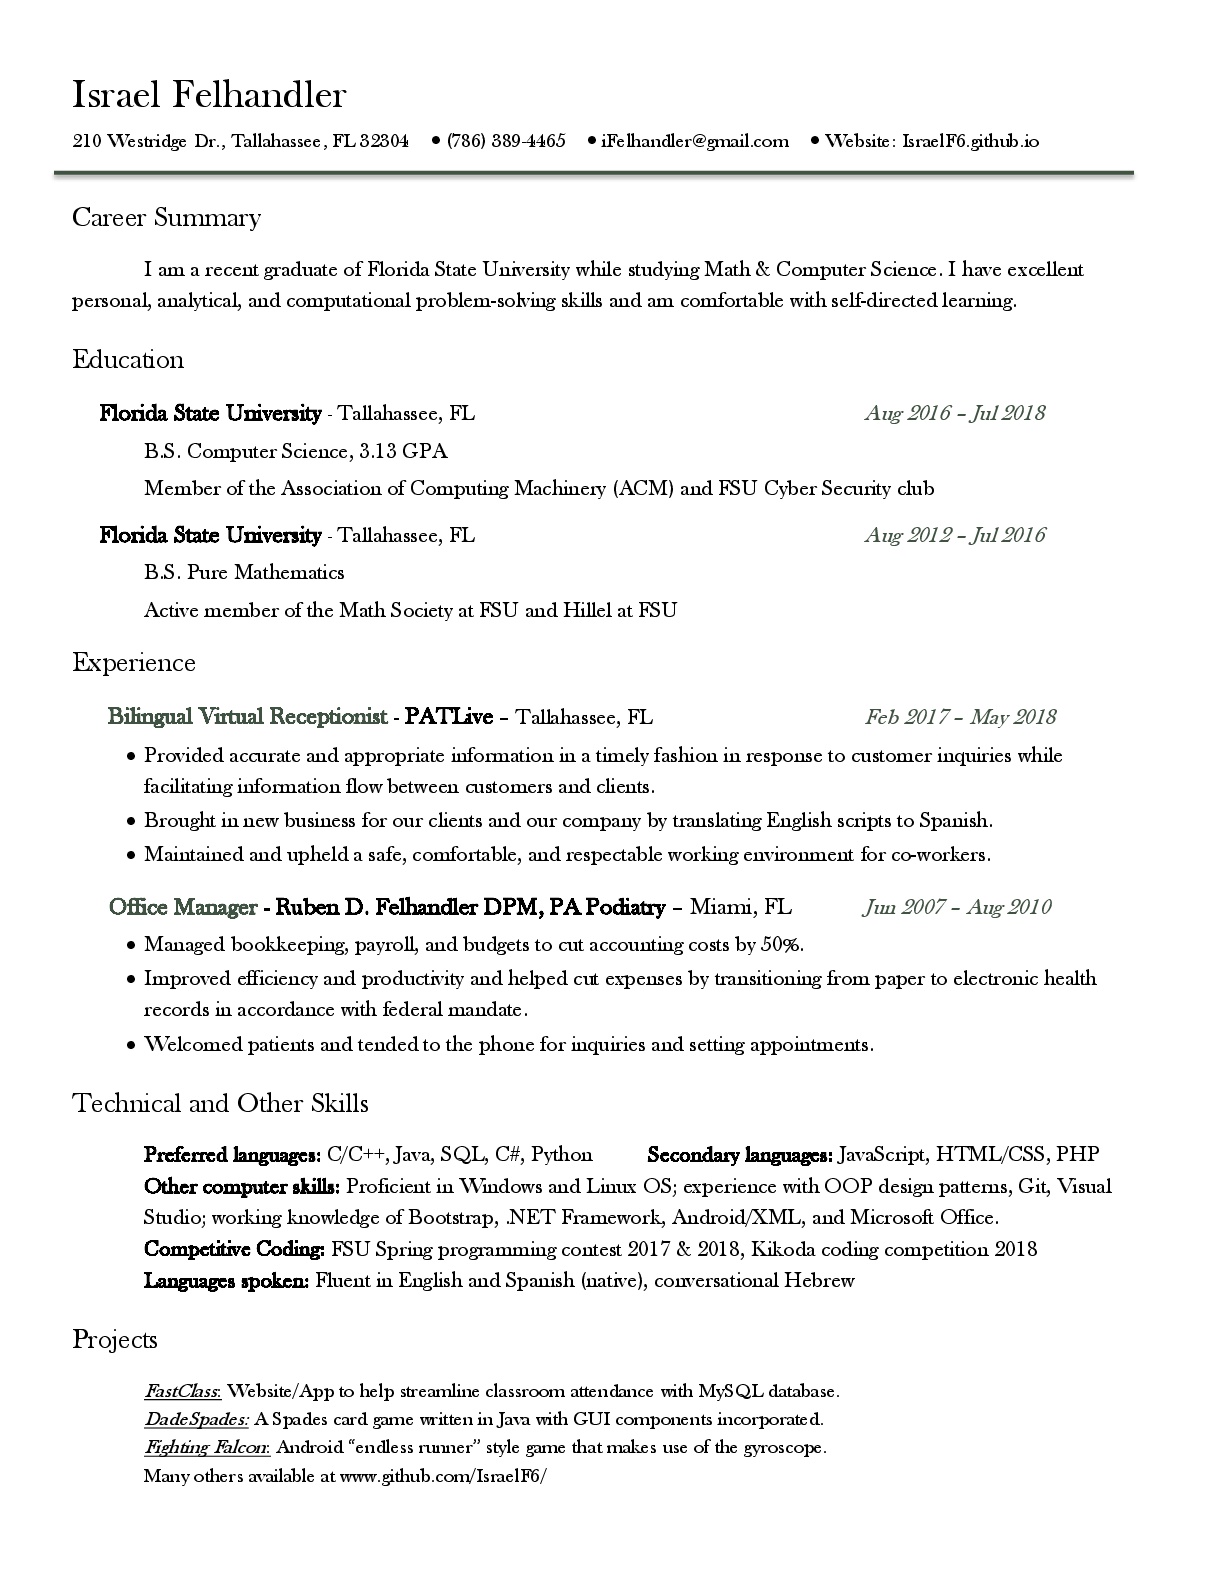 Israel Felhandler
210 Westridge Dr., Tallahassee, FL 32304 • (786) 389-4465 • iFelhandler@gmail.com • Website: IsraelF6.github.io
Career Summary
I am a recent graduate of Florida State University while studying Math & Computer Science. I have excellent
personal, analytical, and computational problem-solving skills and am comfortable with self-directed learning.
Education
Florida State University - Tallahassee, FL Aug 2016 – Jul 2018
B.S. Computer Science, 3.13 GPA
Member of the Association of Computing Machinery (ACM) and FSU Cyber Security club
Florida State University - Tallahassee, FL Aug 2012 – Jul 2016
B.S. Pure Mathematics
Active member of the Math Society at FSU and Hillel at FSU
Experience
Bilingual Virtual Receptionist - PATLive – Tallahassee, FL Feb 2017 – May 2018
• Provided accurate and appropriate information in a timely fashion in response to customer inquiries while
facilitating information flow between customers and clients.
• Brought in new business for our clients and our company by translating English scripts to Spanish.
• Maintained and upheld a safe, comfortable, and respectable working environment for co-workers.
Office Manager - Ruben D. Felhandler DPM, PA Podiatry – Miami, FL Jun 2007 – Aug 2010
• Managed bookkeeping, payroll, and budgets to cut accounting costs by 50%.
• Improved efficiency and productivity and helped cut expenses by transitioning from paper to electronic health
records in accordance with federal mandate.
• Welcomed patients and tended to the phone for inquiries and setting appointments.
Technical and Other Skills
Preferred languages: C/C++, Java, SQL, C#, Python Secondary languages: JavaScript, HTML/CSS, PHP
Other computer skills: Proficient in Windows and Linux OS; experience with OOP design patterns, Git, Visual
Studio; working knowledge of Bootstrap, .NET Framework, Android/XML, and Microsoft Office.
Competitive Coding: FSU Spring programming contest 2017 & 2018, Kikoda coding competition 2018
Languages spoken: Fluent in English and Spanish (native), conversational Hebrew
Projects
FastClass: Website/App to help streamline classroom attendance with MySQL database.
DadeSpades: A Spades card game written in Java with GUI components incorporated.
Fighting Falcon: Android “endless runner” style game that makes use of the gyroscope.
Many others available at www.github.com/IsraelF6/